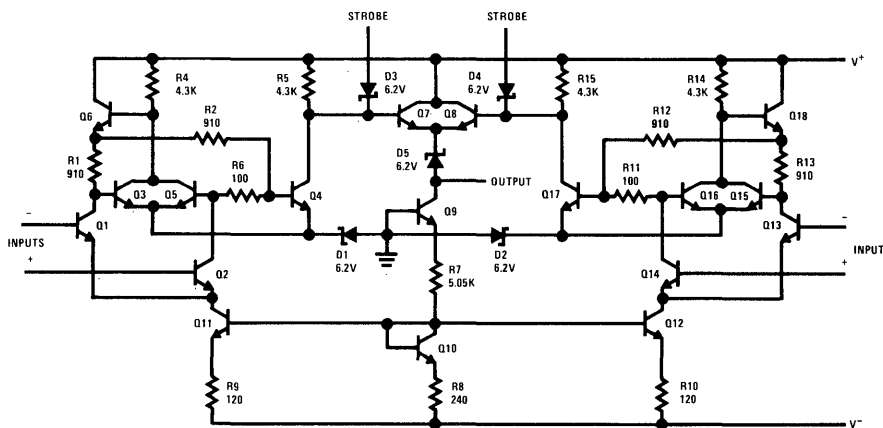 STROBE STROBE
V+
R4
4.3K
R5
4.3K
D3
6.2V
D4
6.2V
R15
4.3K
R14
4.3K
Q6
R2
910
Q7 Q8
R12
910
Q18
R1
910
D5
6.2V
R13
910
R6
100
R11
100
OUTPUT
Q3 Q5
Q4
Q17
Q16 Q15
Q9
−
Q1
Q13
−
INPUTS
INPUT
D1
6.2V
D2
6.2V
+
Q2
R7
5.05K
Q14
+
Q11
Q12
Q10
R9
120
R8
240
R10
120
V−